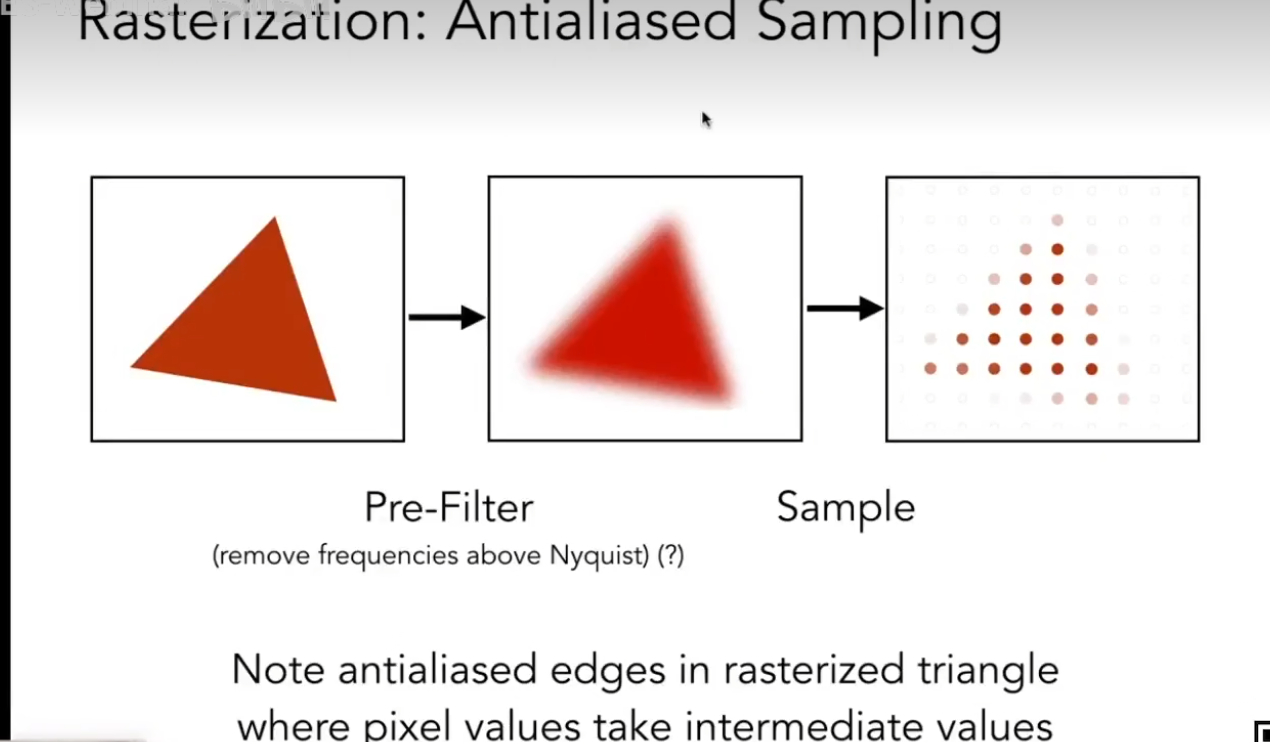 Rasterization: Antialiased Sampling
Pre-Filter
Sample
(remove frequencies above Nyquist) (?)
Note antialiased edges in rasterized triangle
where pixel values take intermediate values